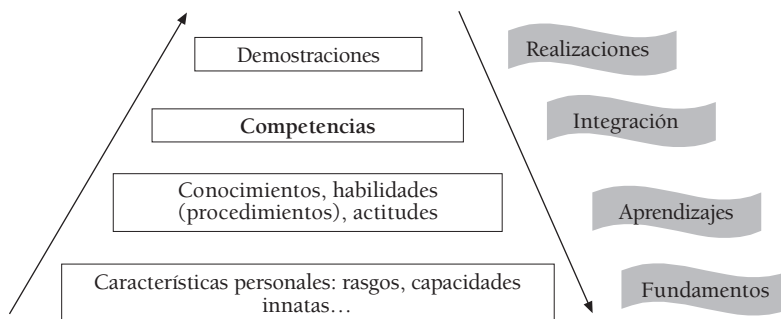 Demostraciones
Realizaciones
Competencias
Integración
Conocimientos, habilidades
(procedimientos), actitudes
Aprendizajes
Características personales: rasgos, capacidades
innatas…
Fundamentos